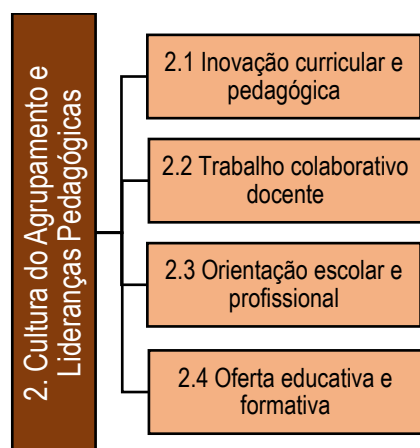 2. Cultura do Agrupamento e
Lideranças Pedagógicas
2.1 Inovação curricular e
pedagógica
2.2 Trabalho colaborativo
docente
2.3 Orientação escolar e
profissional
2.4 Oferta educativa e
formativa